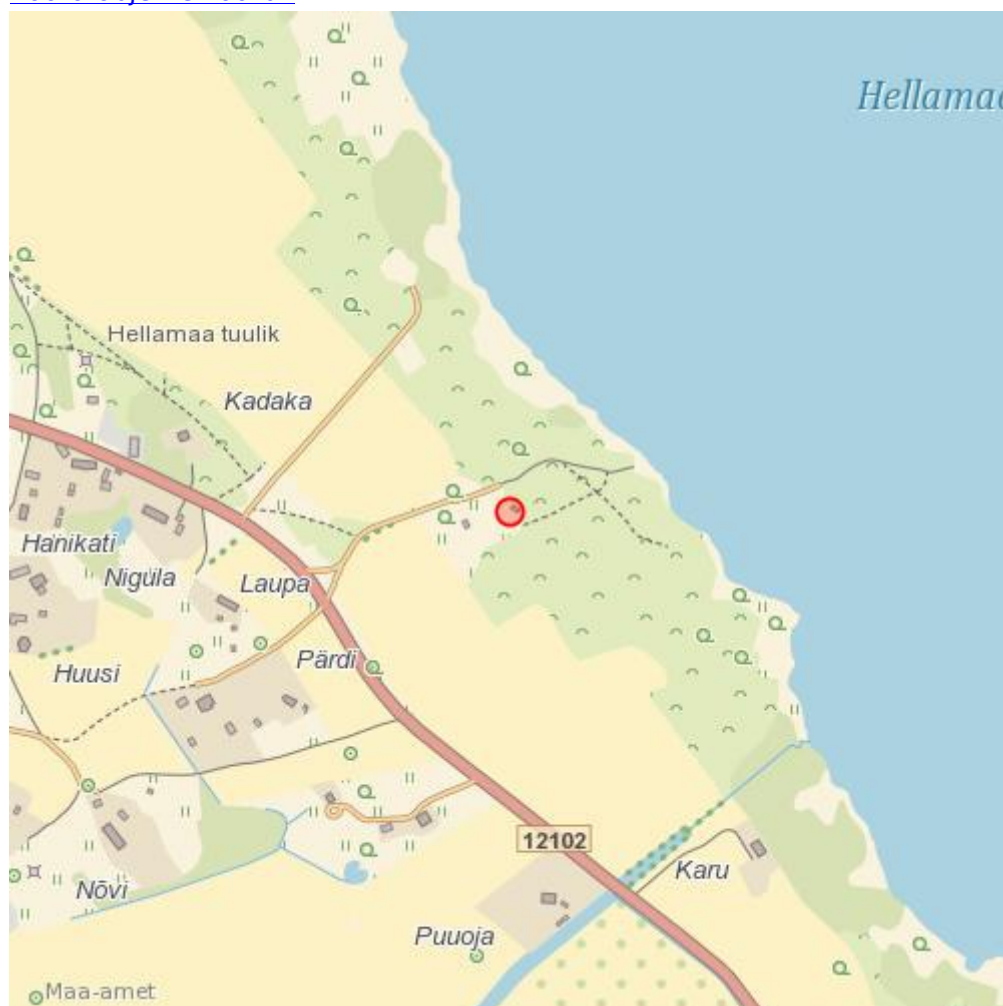 Hellamaa
Hellamaa tuulik
Kadaka
Hanikati
Nigula
Laupa
Huusi
Pärdi
12102
Karu
Nõvi
Puuoja
Maa-amet